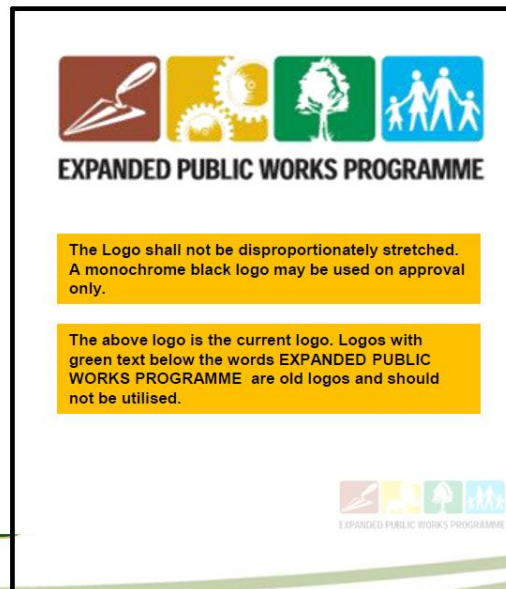 EXPANDED PUBLIC WORKS PROGRAMME
The Logo shall not be disproportionately stretched.
A monochrome black logo may be used on approval
only.
The above logo is the current logo. Logos with
green text below the words EXPANDED PUBLIC
WORKS PROGRAMME are old logos and should
not be utilised.
EXPANDED PUBLIC WORKS PROGRAMME